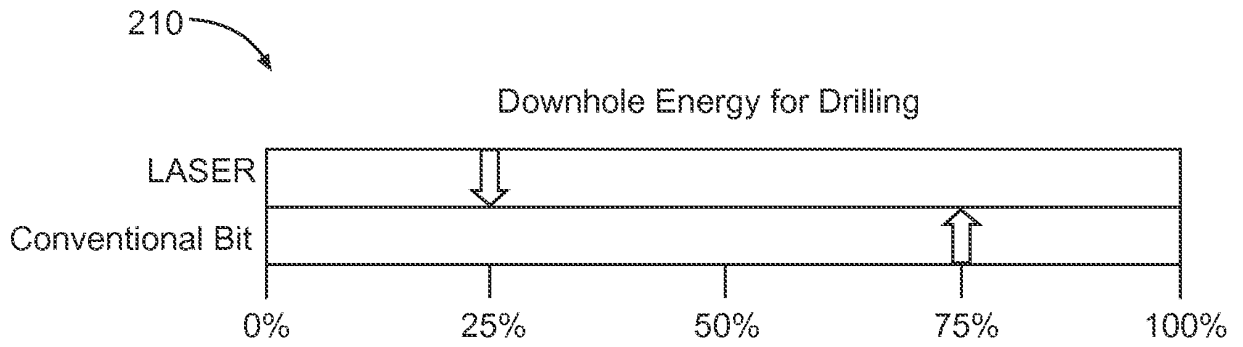 210
Downhole Energy for Drilling
LASER
Conventional Bit
0% 25% 50% 75% 100%